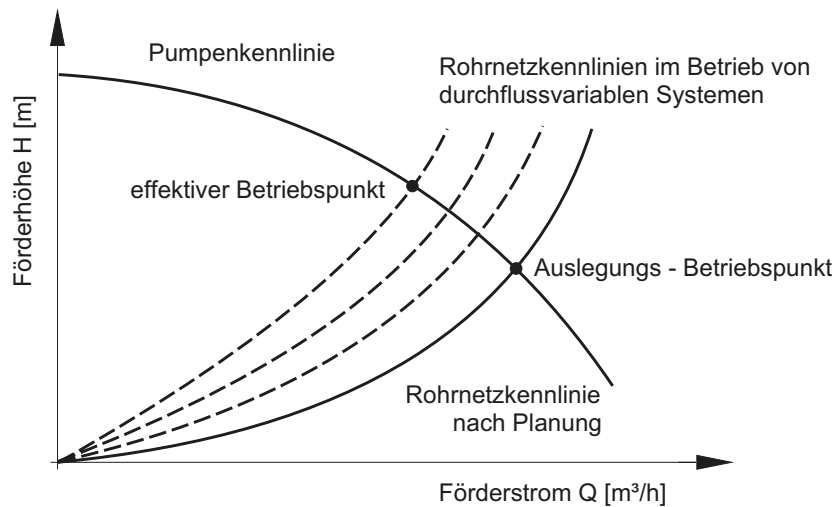 Pumpenkennlinie
Rohrnetzkennlinien im Betrieb von
durchflussvariablen Systemen
Förderhöhe H [m]
effektiver Betriebspunkt
Auslegungs - Betriebspunkt
Rohrnetzkennlinie
nach Planung
Förderstrom Q [m³/h]